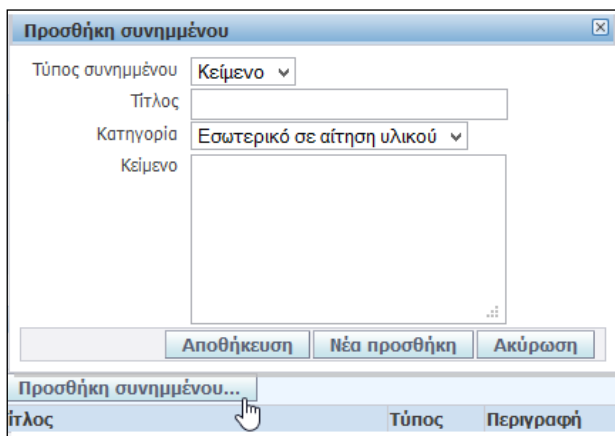 Προσθήκη συνημμένου
Τύπος συνημμένου Κείμενο
Τίτλος
Κατηγορία Εσωτερικό σε αίτηση υλικού
Κείμενο
Αποθήκευση Νέα προσθήκη Ακύρωση
Προσθήκη συνημμένου...
ίτλος Τύπος Περιγραφή